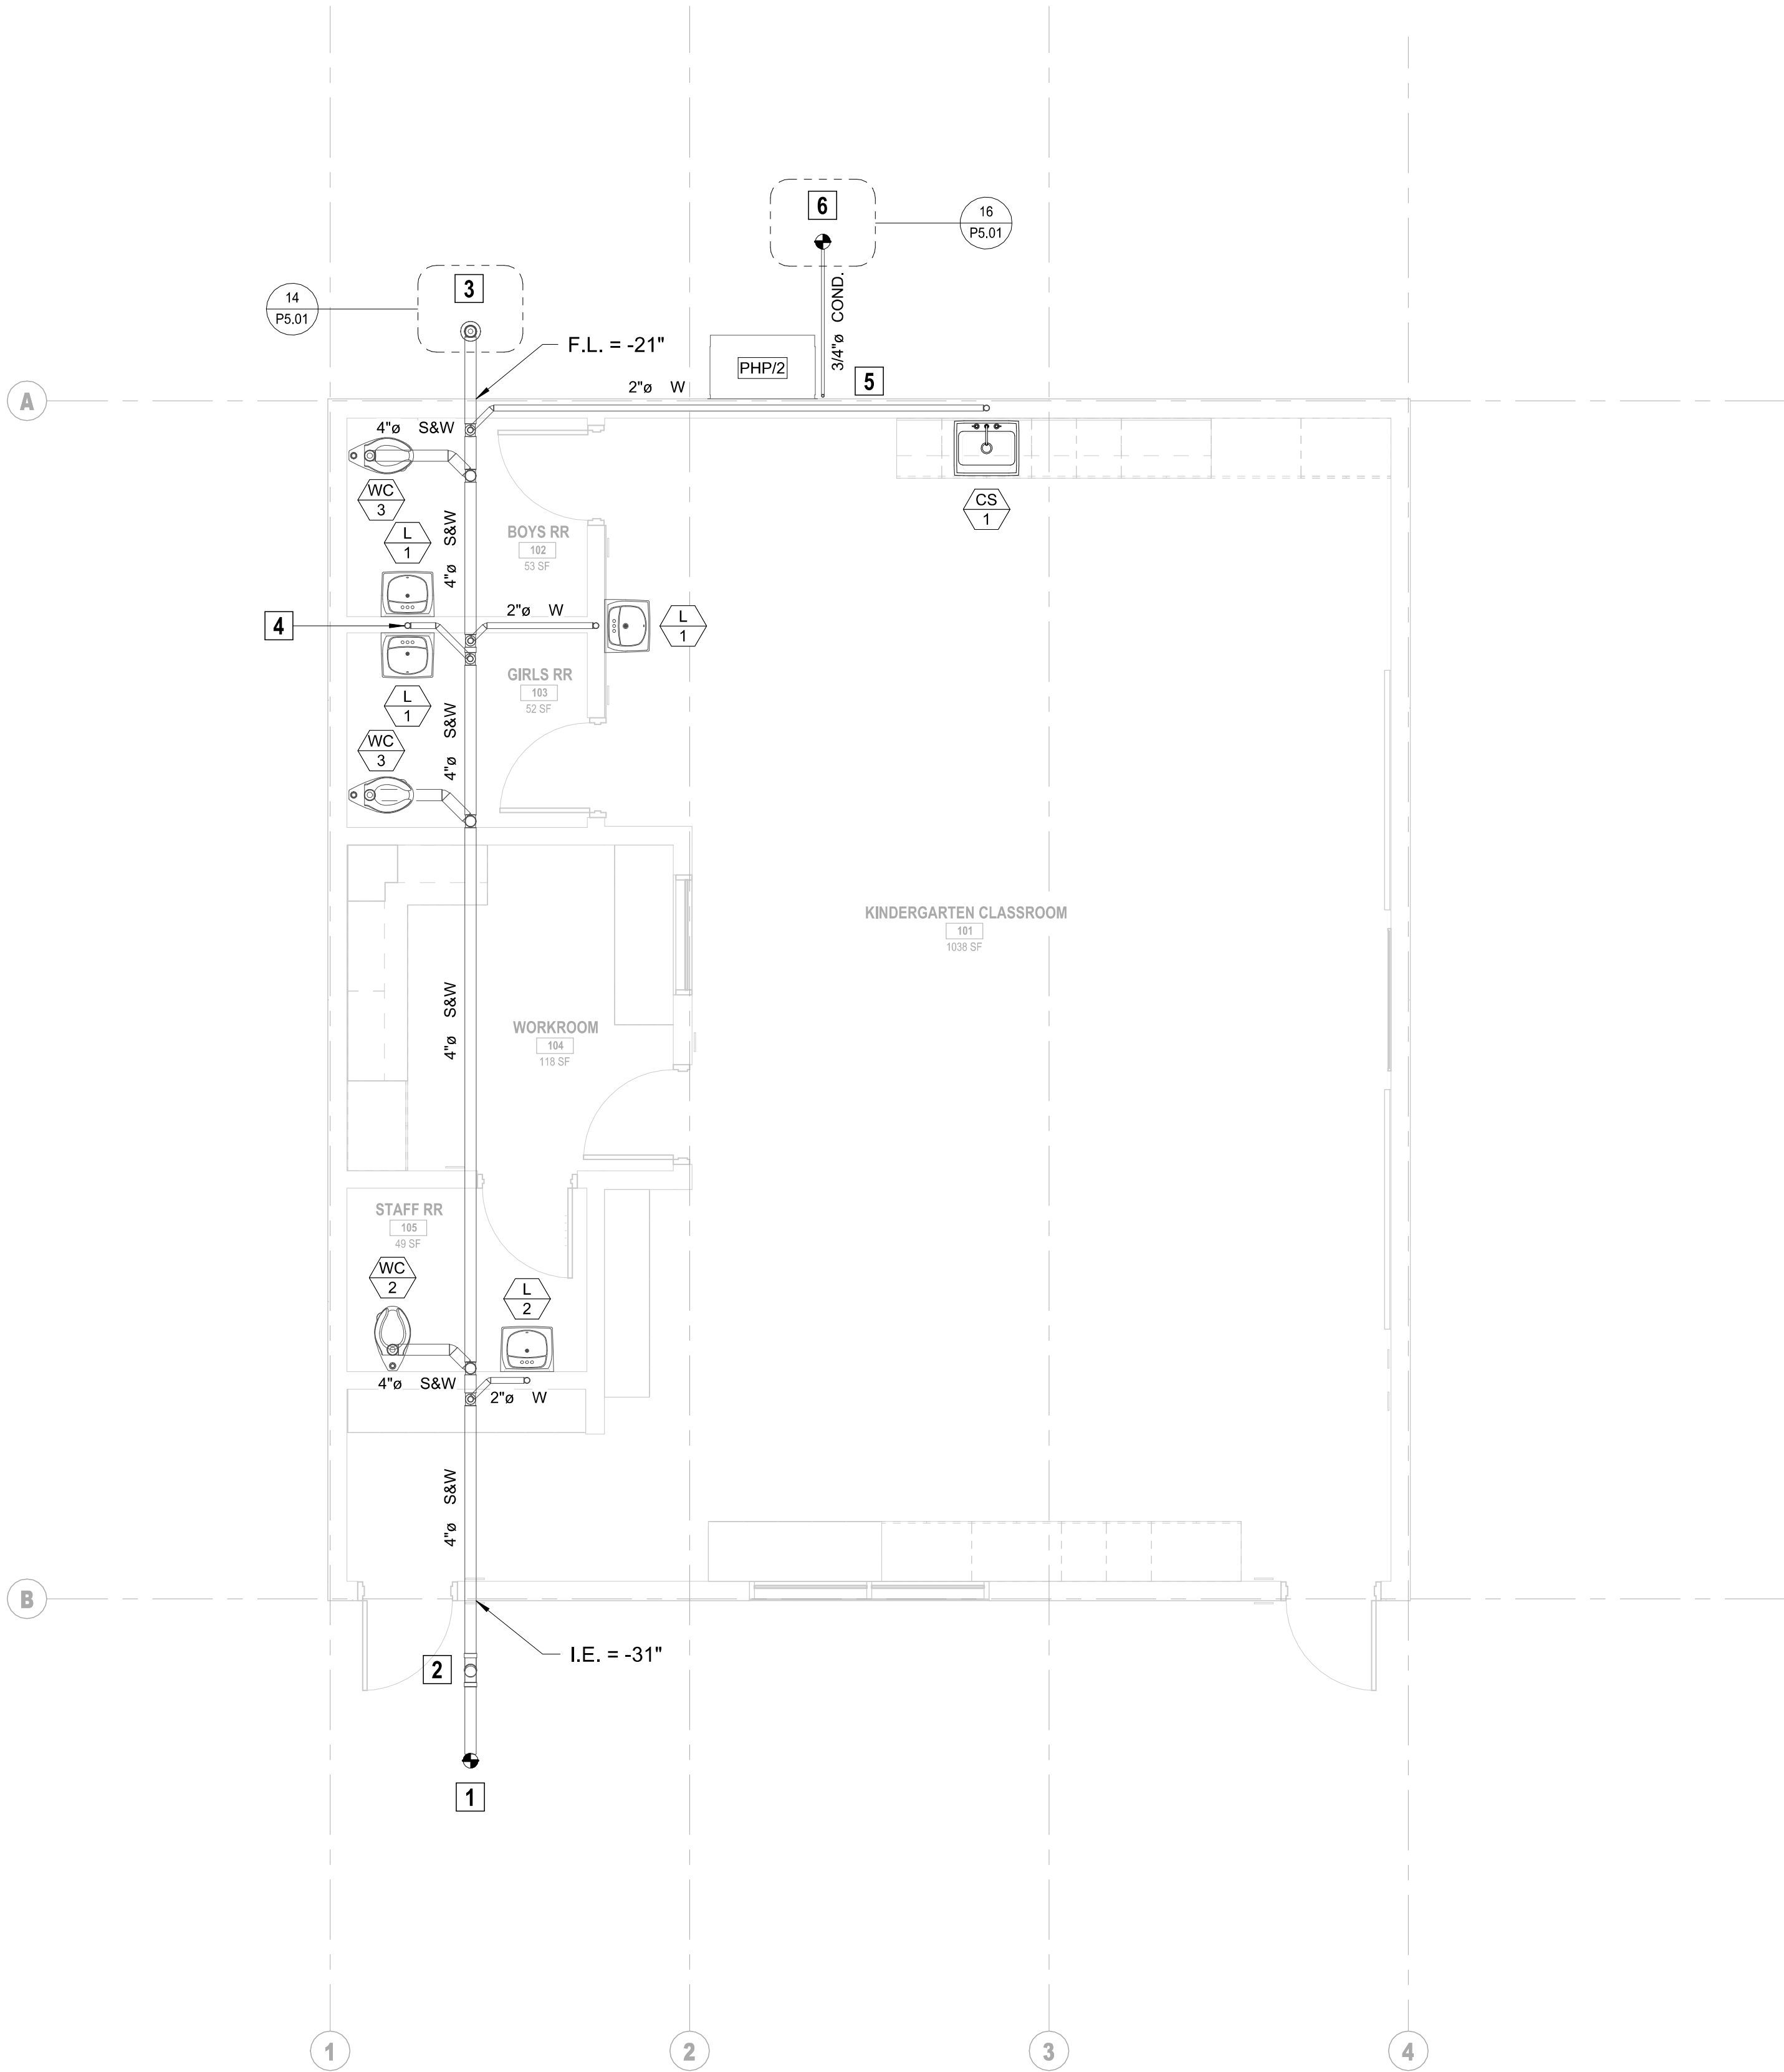 6
16
P5.01
3
14
P5.01
3/4"ø COND.
F.L. = -21"
PHP/2
5
2"ø W
A
4"ø S&W
WC
3
CS
1
4"ø S&W
L
1
BOYS RR
102
53 SF
2"ø W
4
L
1
GIRLS RR
103
52 SF
L
1
4"ø S&W
WC
3
KINDERGARTEN CLASSROOM
101
1038 SF
4"ø S&W
WORKROOM
104
118 SF
STAFF RR
105
49 SF
WC
2
L
2
4"ø S&W
2"ø W
4"ø S&W
B
I.E. = -31"
2
1
1
2
3
4